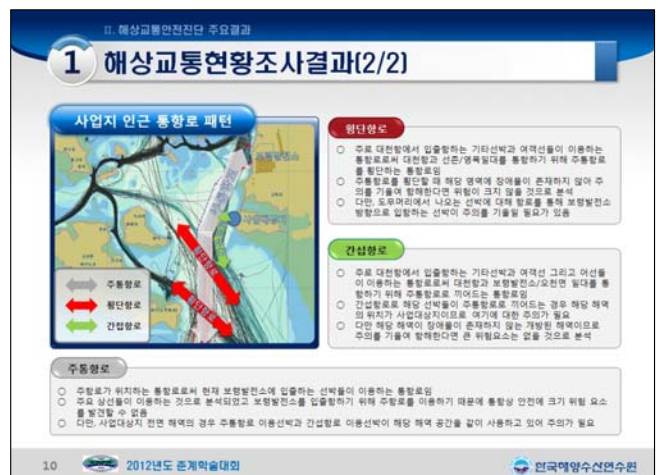 II. 해상교통안전진단 주요결과
1 해상교통현황조사결과(2/2)
사업지 인근 통항로 패턴
주통항로
횡단항로
간섭항로
횡단항로
횡단항로
횡단항로
○ 주로 대천항에서 입출항하는 기타선박과 여객선들이 이용하는
통항로로써 대천항과 선촌/영목일대를 통항하기 위해 주통항로
를 횡단하는 통항로임
○ 주통항로를 횡단할 때 해당 영역에 장애물이 존재하지 않아 주
의를 기울여 항해한다면 위험이 크지 않을 것으로 분석
○ 다만, 도무머리에서 나오는 선박에 대해 항로를 통해 보령발전소
방향으로 입항하는 선박이 주의를 기울일 필요가 있음
간섭항로
○ 주로 대천항에서 입출항하는 기타선박과 여객선 그리고 어선들
이 이용하는 통항로로써 대천항과 보령발전소/오천면 일대를 통
항하기 위해 주통항로로 끼어드는 통항로임
○ 간섭항로로 해당 선박들이 주통항로로 끼어드는 경우 해당 해역
의 위치가 사업대상지이므로 여기에 대한 주의가 필요
○ 다만 해당 해역이 장애물이 존재하지 않는 개방된 해역이므로
주의를 기울여 항해한다면 큰 위험요소는 없을 것으로 분석
주통항로
○ 주항로가 위치하는 통항로로써 현재 보령발전소에 입출하는 선박들이 이용하는 통항로임
○ 주요 상선들이 이용하는 것으로 분석되었고 보령발전소를 입출항하기 위해 주항로를 이용하기 때문에 통항상 안전에 크기 위험 요소
를 발견할 수 없음
○ 다만, 사업대상지 전면 해역의 경우 주통항로 이용선박과 간섭항로 이용선박이 해당 해역 공간을 같이 사용하고 있어 주의가 필요
10 2012년도 춘계학술대회
한국해양수산연수원